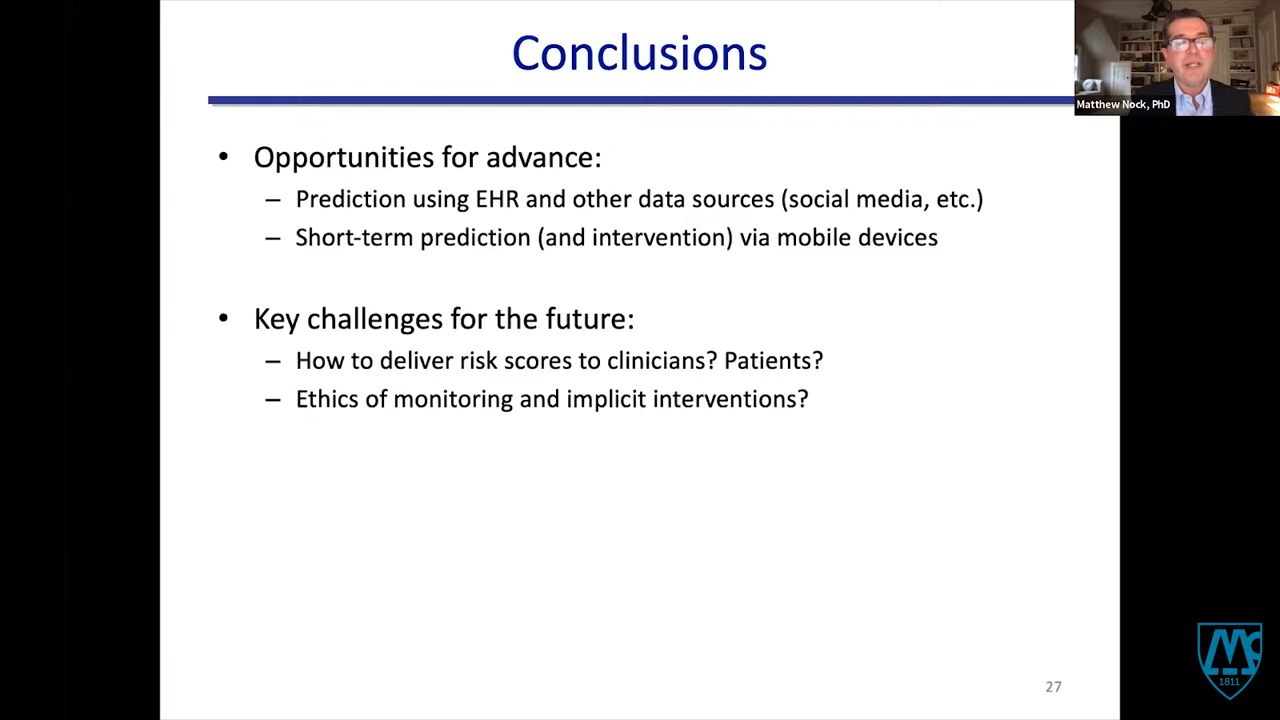 Conclusions
Matthew Nock, PhD
• Opportunities for advance:
– Prediction using EHR and other data sources (social media, etc.)
– Short-term prediction (and intervention) via mobile devices
• Key challenges for the future:
– How to deliver risk scores to clinicians? Patients?
– Ethics of monitoring and implicit interventions?
27
Mc
1811